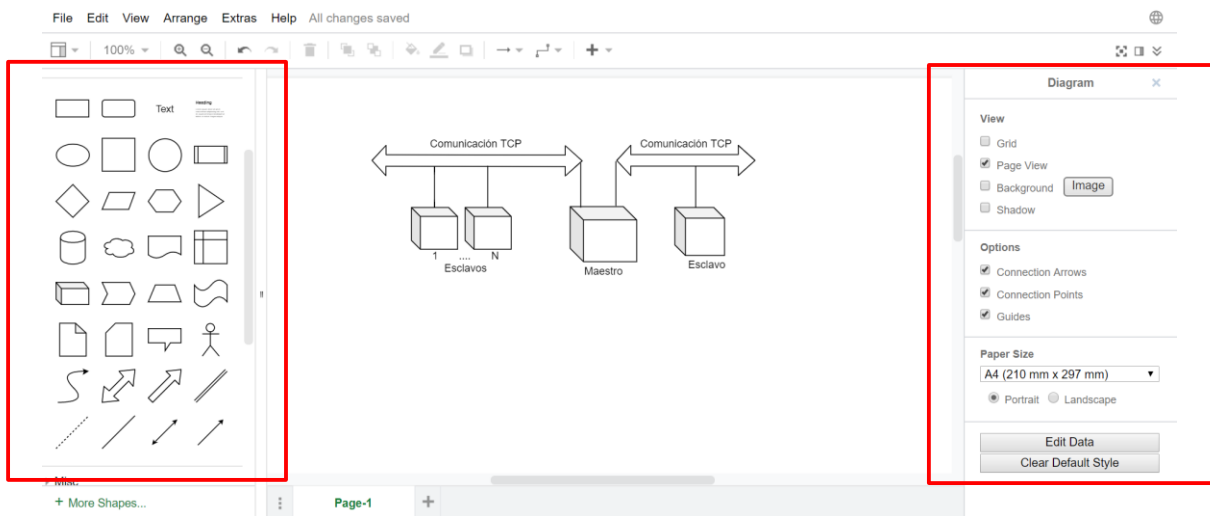 File Edit View Arrange Extras Help All changes saved
100%
Diagram
Text
Heading
View
Grid
Page View
Background Image
Shadow
Options
Connection Arrows
Connection Points
Guides
Paper Size
A4 (210 mm x 297 mm)
Portrait Landscape
Edit Data
Clear Default Style
Comunicación TCP
Comunicación TCP
1 .... N
Esclavos
Maestro
Esclavo
Misc
+ More Shapes...
Page-1